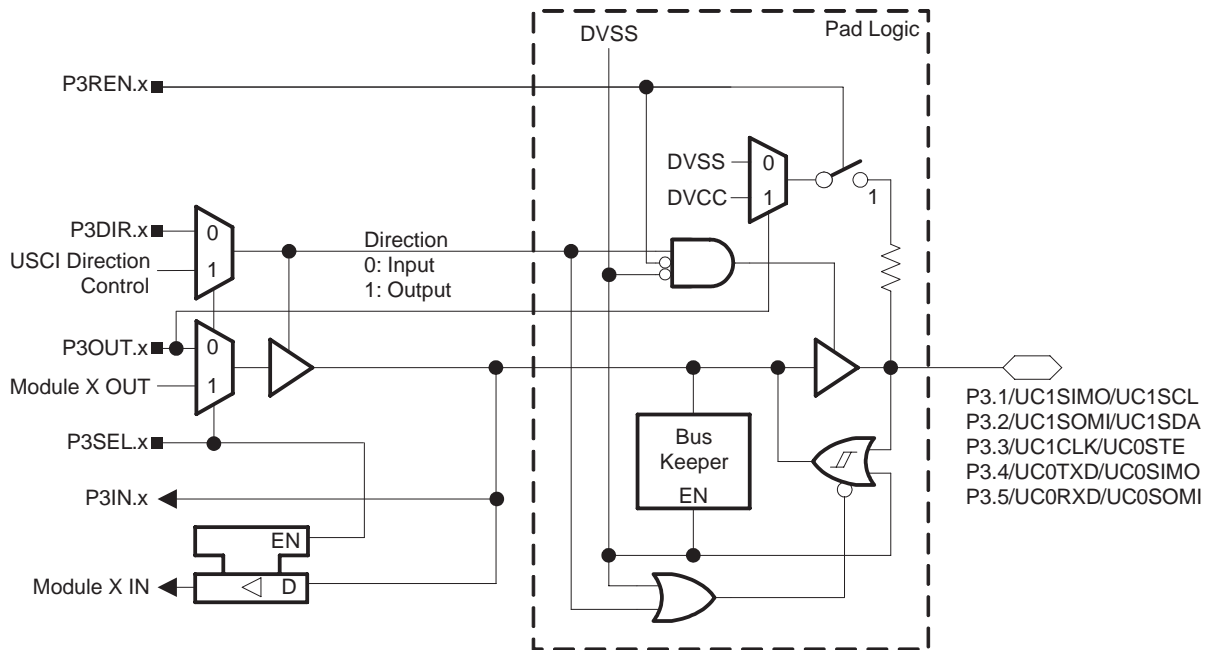 DVSS
Pad Logic
P3REN.x
DVSS
0
DVCC
1
1
P3DIR.x
0
USCI Direction
Control
1
Direction
0: Input
1: Output
P3OUT.x
0
Module X OUT
1
P3SEL.x
P3IN.x
EN
D
Module X IN
Bus
Keeper
EN
P3.1/UC1SIMO/UC1SCL
P3.2/UC1SOMI/UC1SDA
P3.3/UC1CLK/UC0STE
P3.4/UC0TXD/UC0SIMO
P3.5/UC0RXD/UC0SOMI